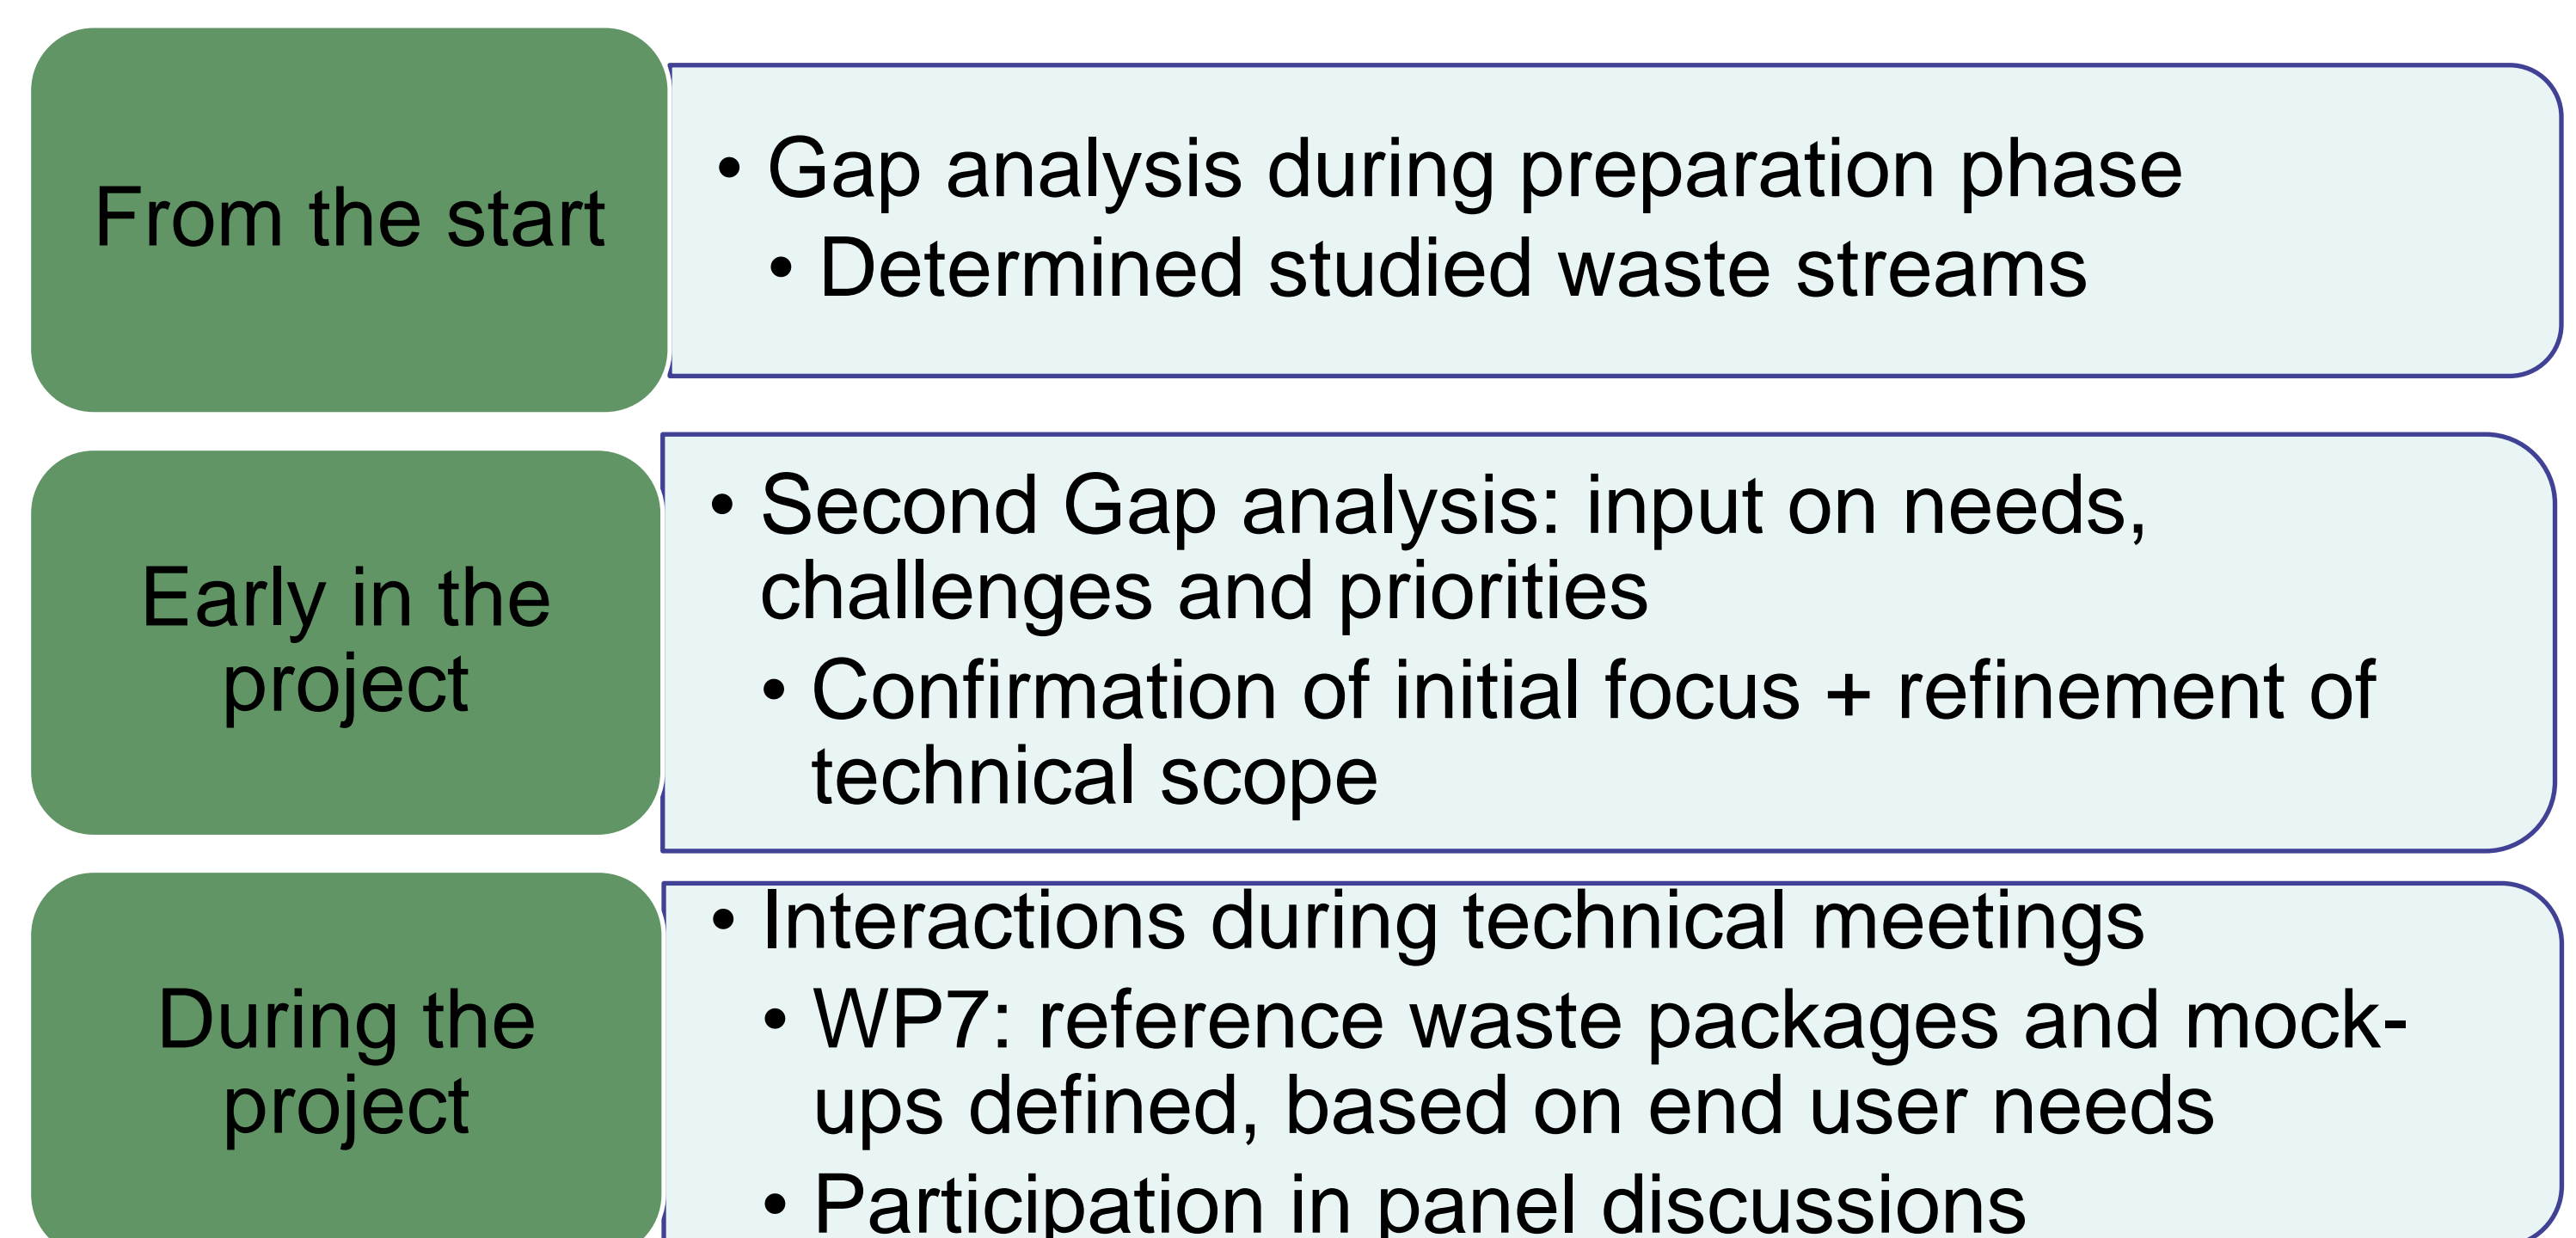 From the start
• Gap analysis during preparation phase
• Determined studied waste streams
Early in the
project
• Second Gap analysis: input on needs,
challenges and priorities
• Confirmation of initial focus + refinement of
technical scope
During the
project
• Interactions during technical meetings
• WP7: reference waste packages and mock-
ups defined, based on end user needs
• Participation in panel discussions